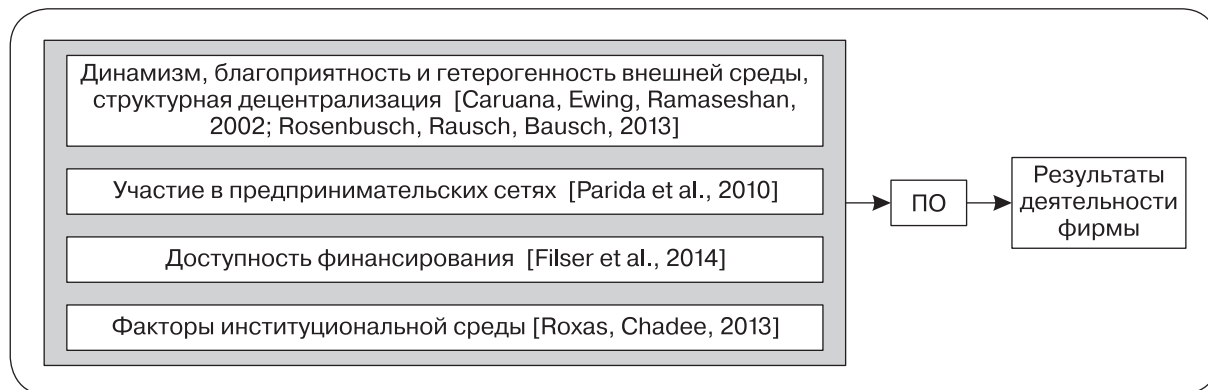 Динамизм, благоприятность и гетерогенность внешней среды,
структурная децентрализация [Caruana, Ewing, Ramaseshan,
2002; Rosenbusch, Rausch, Bausch, 2013]
Участие в предпринимательских сетях [Parida et al., 2010]
Доступность финансирования [Filser et al., 2014]
Факторы институциональной среды [Roxas, Chadee, 2013]
ПО
Результаты
деятельности
фирмы